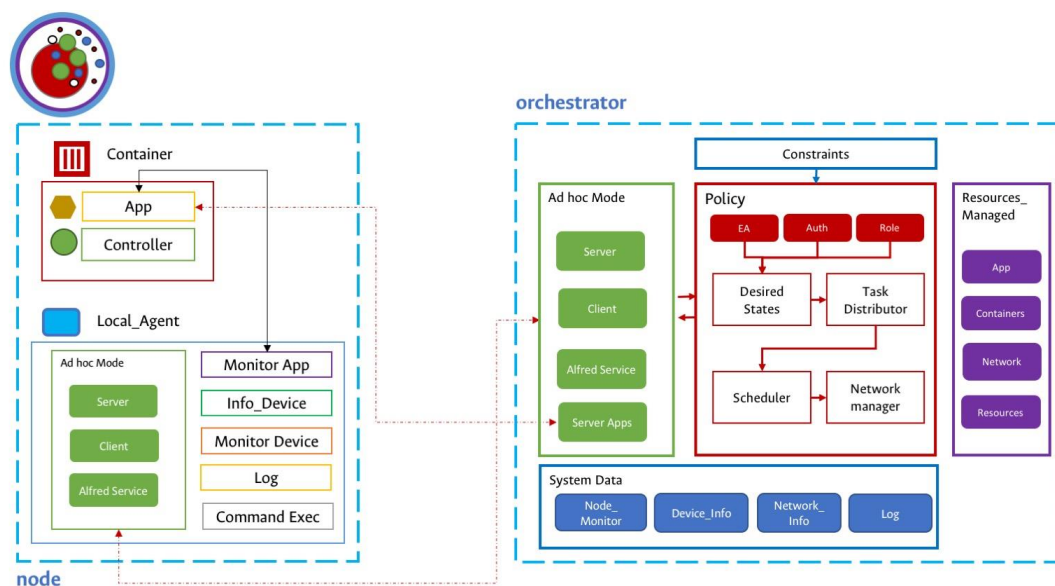 orchestrator
Container
App
Controller
Local_Agent
Ad hoc Mode
Server
Client
Alfred Service
Monitor App
Info_Device
Monitor Device
Log
Command Exec
node
Constraints
Ad hoc Mode
Server
Client
Alfred Service
Server Apps
Policy
EA
Auth
Role
Desired
States
Task
Distributor
Scheduler
Network
manager
Resources_
Managed
App
Containers
Network
Resources
System Data
Node_
Monitor
Device_Info
Network_
Info
Log